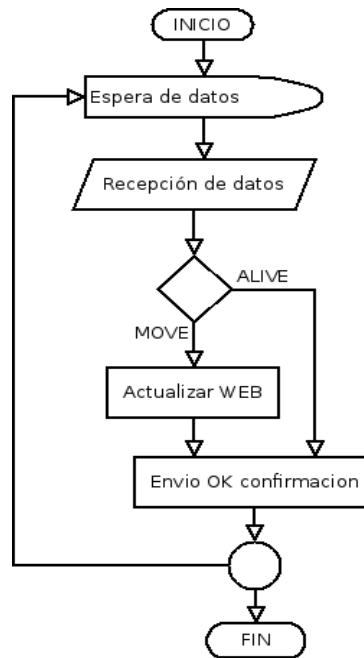 INICIO
Espera de datos
Recepción de datos
ALIVE
MOVE
Actualizar WEB
Envio OK confirmacion
FIN